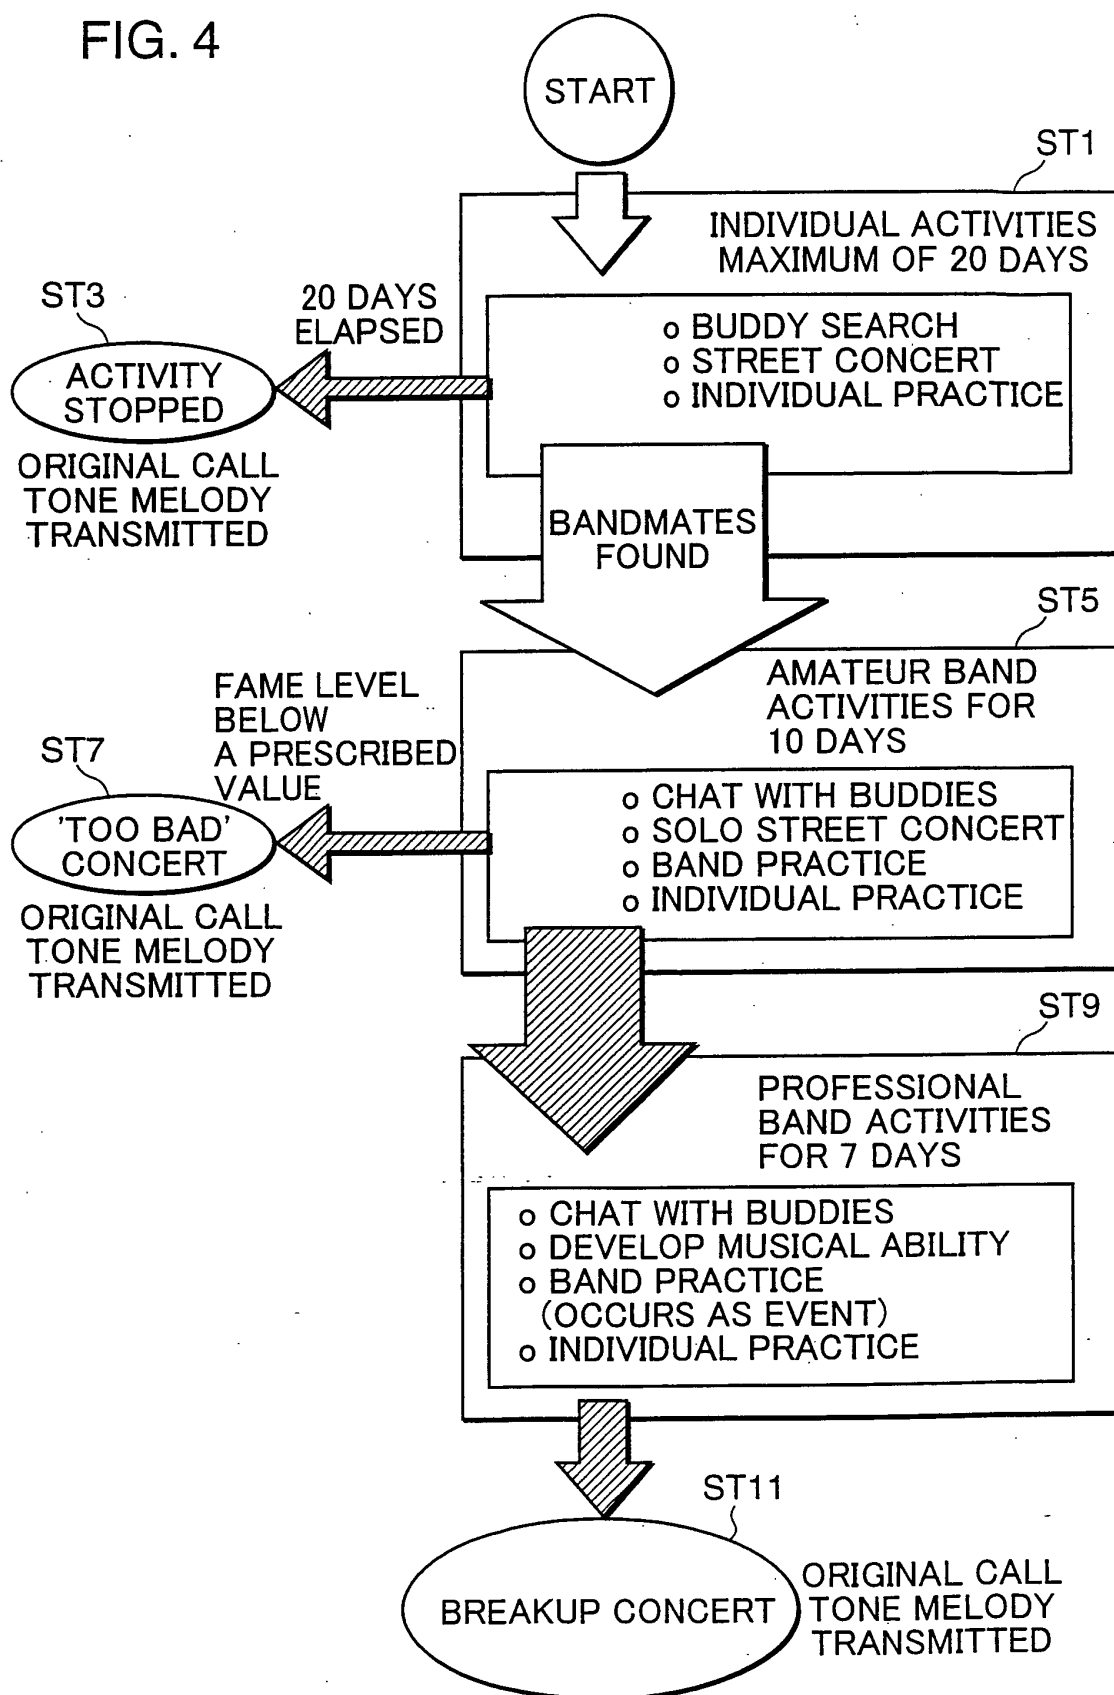 FIG. 4
START
ST1
INDIVIDUAL ACTIVITIES
MAXIMUM OF 20 DAYS
o BUDDY SEARCH
o STREET CONCERT
o INDIVIDUAL PRACTICE
20 DAYS
ELAPSED
ST3
ACTIVITY
STOPPED
ORIGINAL CALL
TONE MELODY
TRANSMITTED
BANDMATES
FOUND
ST5
AMATEUR BAND
ACTIVITIES FOR
10 DAYS
o CHAT WITH BUDDIES
o SOLO STREET CONCERT
o BAND PRACTICE
o INDIVIDUAL PRACTICE
FAME LEVEL
BELOW
A PRESCRIBED
VALUE
ST7
'TOO BAD'
CONCERT
ORIGINAL CALL
TONE MELODY
TRANSMITTED
ST9
PROFESSIONAL
BAND ACTIVITIES
FOR 7 DAYS
o CHAT WITH BUDDIES
o DEVELOP MUSICAL ABILITY
o BAND PRACTICE
(OCCURS AS EVENT)
o INDIVIDUAL PRACTICE
ST11
BREAKUP CONCERT
ORIGINAL CALL
TONE MELODY
TRANSMITTED